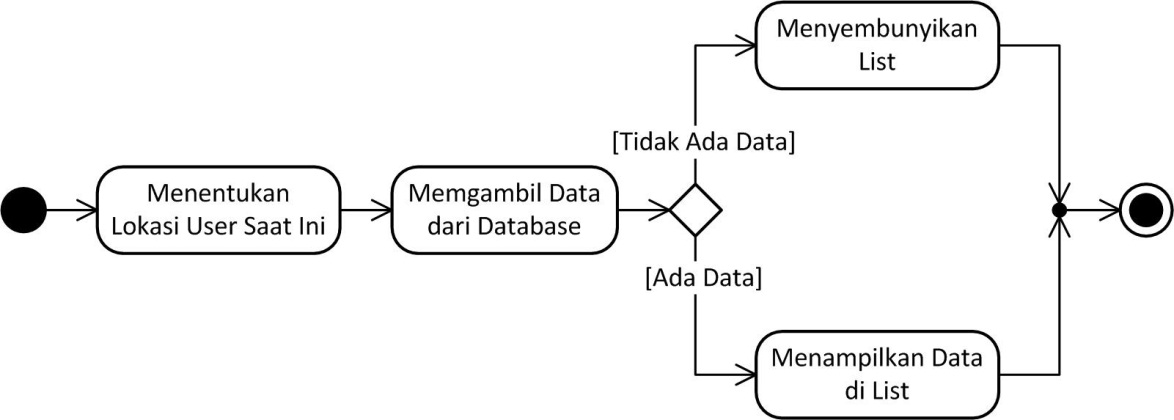 Menentukan
Lokasi User Saat Ini
Memgambil Data
dari Database
[Tidak Ada Data]
Menyembunyikan
List
[Ada Data]
Menampilkan Data
di List